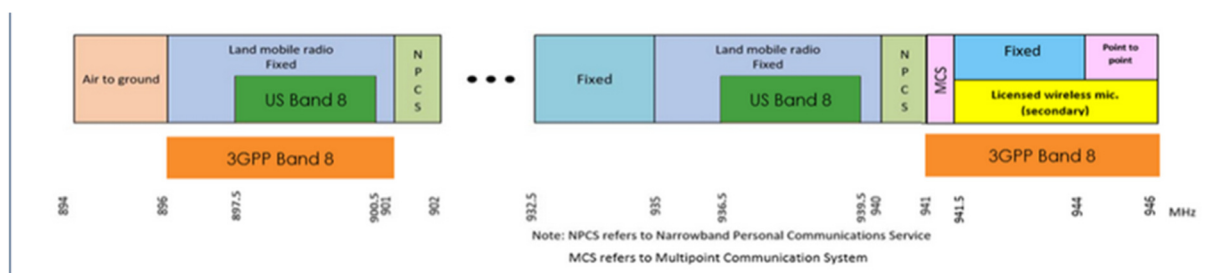 Air to ground
Land mobile radio
Fixed
US Band 8
N
P
C
S
Fixed
Land mobile radio
Fixed
US Band 8
N
P
C
S
MCS
Fixed
Point to
point
Licensed wireless mic.
(secondary)
3GPP Band 8
3GPP Band 8
894
896
897.5
900.5
901
902
932.5
935
936.5
939.5
940
941
941.5
944
946
MHz
Note: NPCS refers to Narrowband Personal Communications Service
MCS refers to Multipoint Communication System